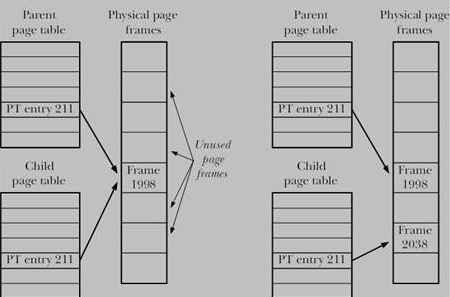 Parent
page table
PT entry 211
Child
page table
PT entry 211
Physical page
frames
Frame
1998
Unused
page
frames
Parent
page table
PT entry 211
Child
page table
PT entry 211
Physical page
frames
Frame
1998
Frame
2038